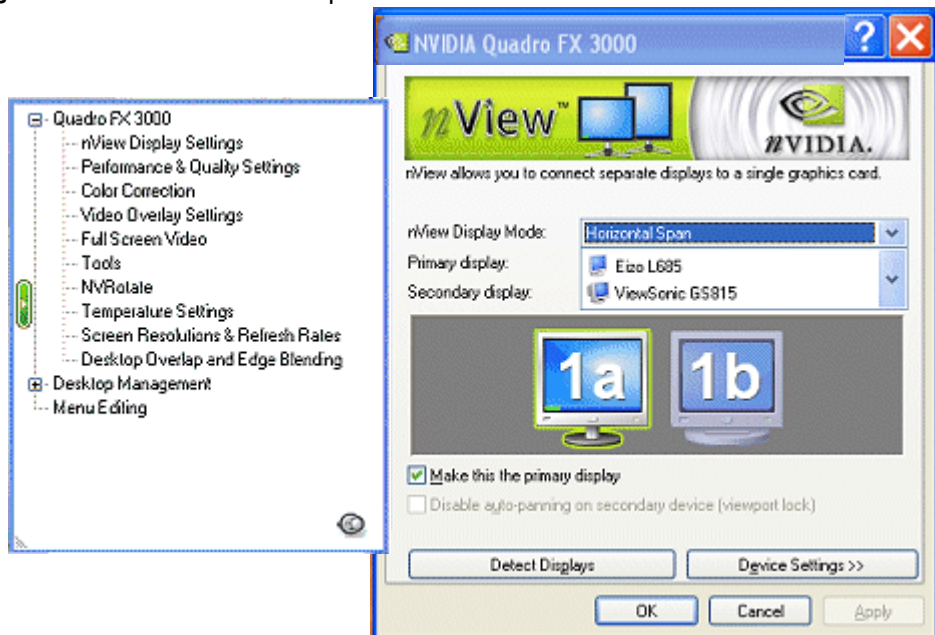 NVIDIA Quadro FX 3000
Quadro FX 3000
nView Display Settings
Performance & Quality Settings
Color Correction
Video Overlay Settings
Full Screen Video
Tools
NVRotate
Temperature Settings
Screen Resolutions & Refresh Rates
Desktop Overlap and Edge Blending
Desktop Management
Menu Editing
nView™
nVIDIA.
nView allows you to connect separate displays to a single graphics card.
nView Display Mode: Horizontal Span
Primary display: Eizo L685
Secondary display: ViewSonic GS815
1a 1b
Make this the primary display
Disable auto-panning on secondary device (viewport lock)
Detect Displays Device Settings >>
OK Cancel Apply